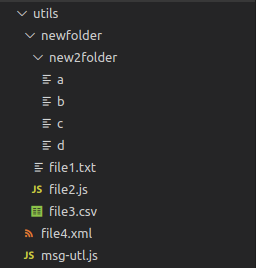 utils
newfolder
new2folder
a
b
c
d
file1.txt
JS file2.js
file3.csv
file4.xml
JS msg-utl.js